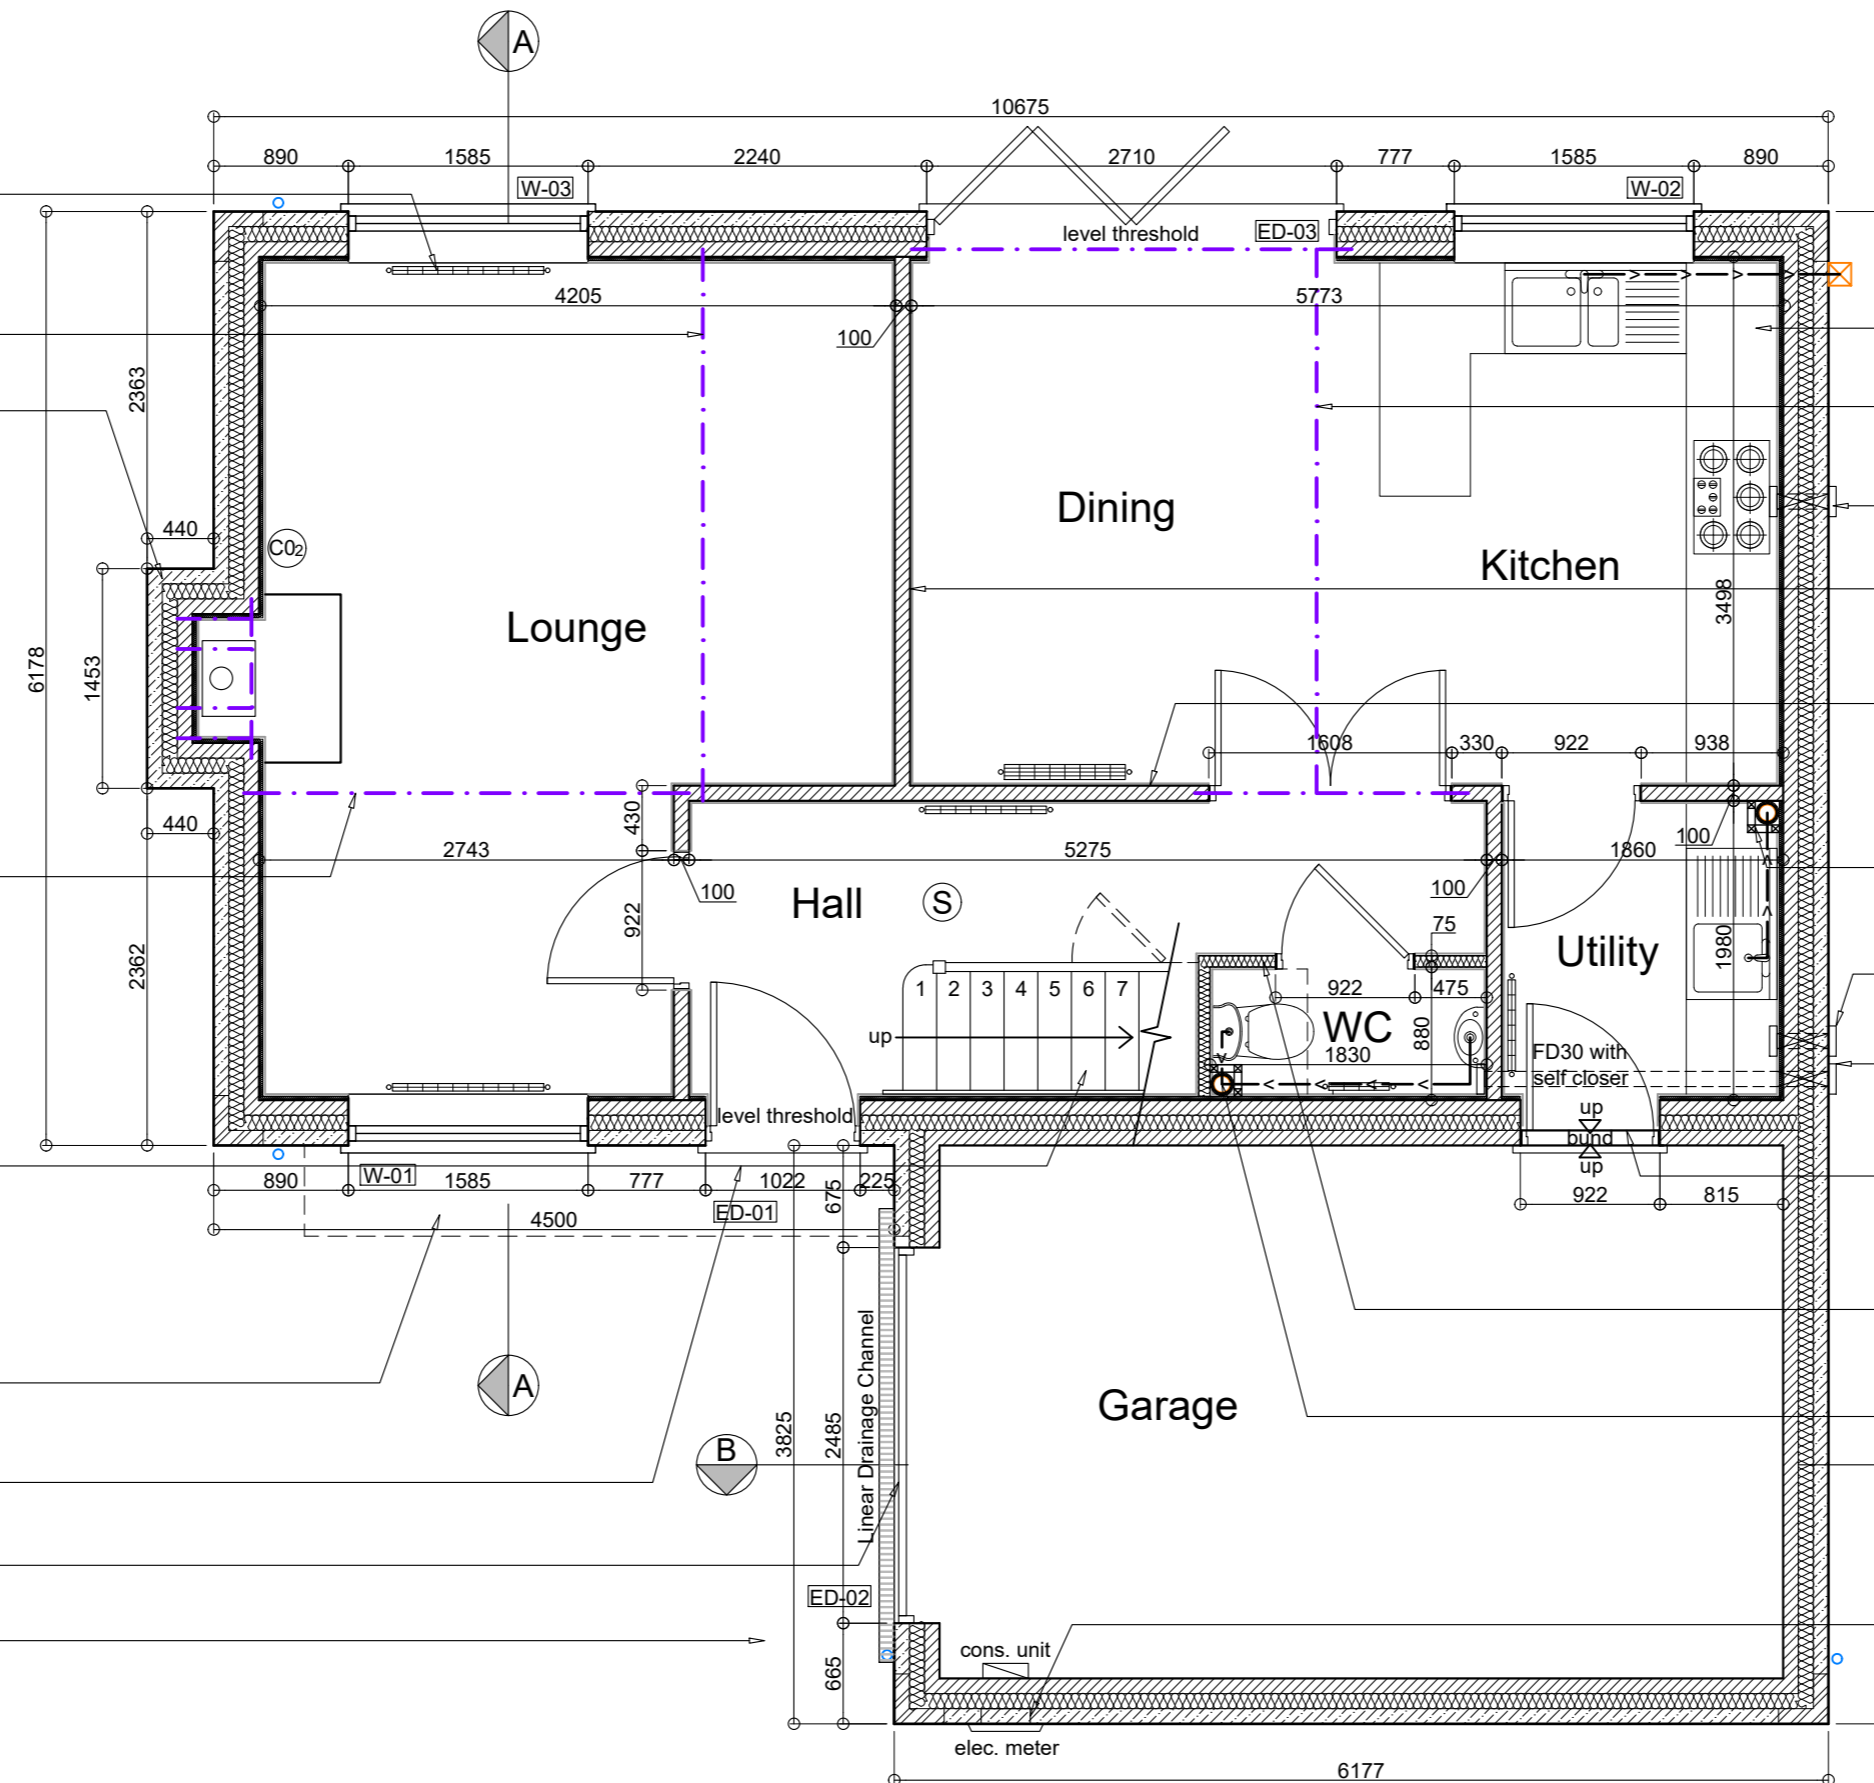 A
10675
890
1585
2240
2710
777
1585
890
W-03
W-02
level threshold
ED-03
4205
5773
100
2363
440
C02
Dining
Kitchen
3498
Lounge
6178
1453
1608
330
922
938
440
430
2743
5275
1860
100
100
100
Hall
S
922
75
Utility
1980
2362
1 2 3 4 5 6 7
922
475
up
WC
880
1830
FD30 with
self closer
level threshold
up
bund
up
W-01
890
1585
777
1022
225
675
ED-01
922
815
4500
Linear Drainage Channel
A
Garage
B
3825
2485
ED-02
cons. unit
665
elec. meter
6177